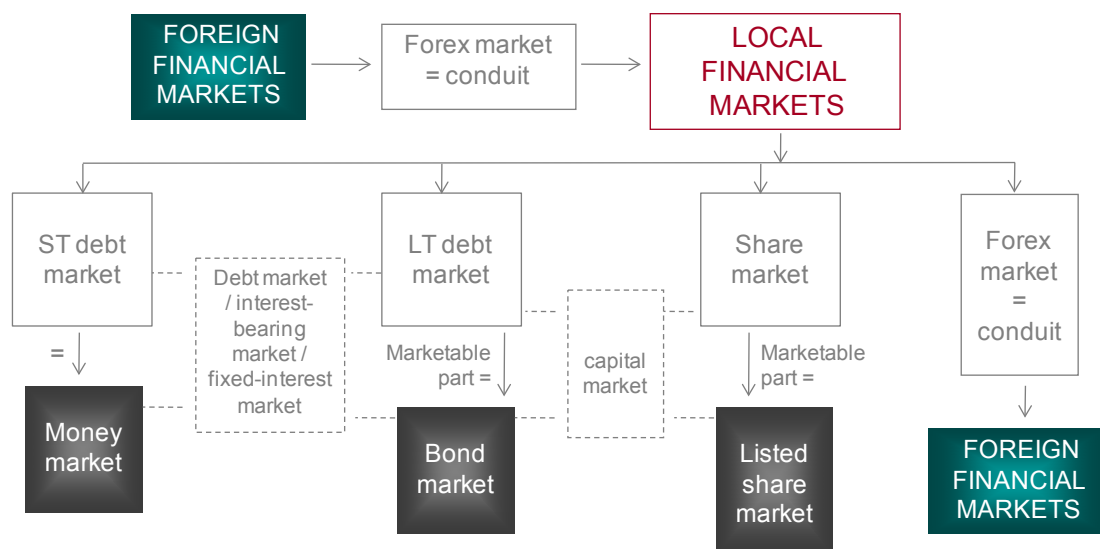 FOREIGN
FINANCIAL
MARKETS
Forex market
= conduit
LOCAL
FINANCIAL
MARKETS
ST debt
market
LT debt
market
Share
market
Forex
market
=
conduit
Debt market
/ interest-
bearing
market /
fixed-interest
market
capital
market
=
Marketable
part =
Marketable
part =
Money
market
Bond
market
Listed
share
market
FOREIGN
FINANCIAL
MARKETS